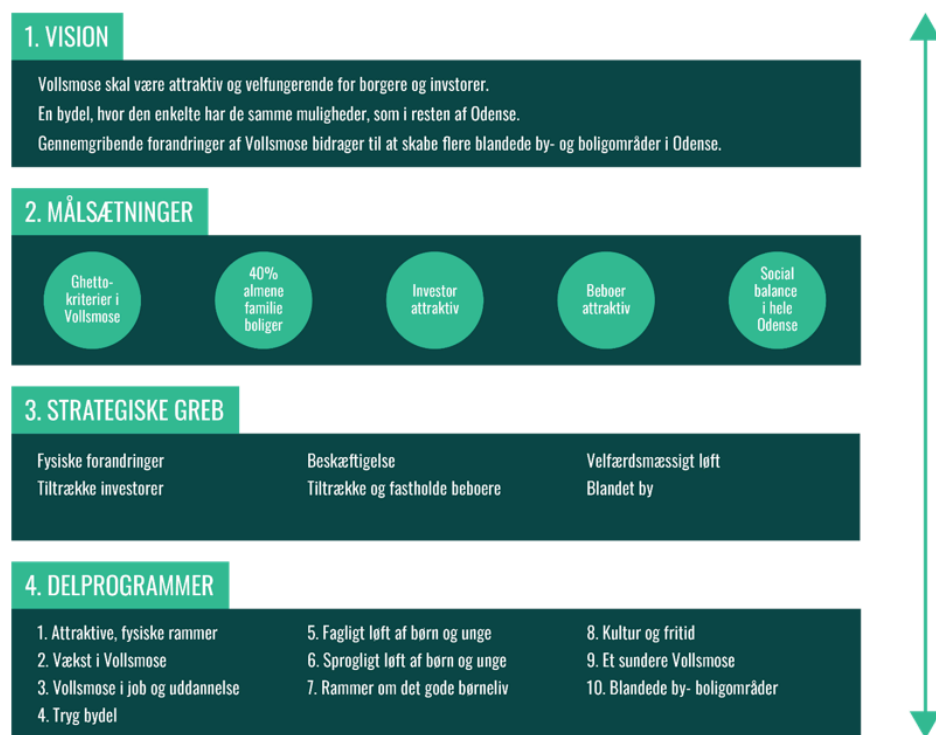 1. VISION
Vollsmose skal være attraktiv og velfungerende for borgere og invstorer.
En bydel, hvor den enkelte har de samme muligheder, som i resten af Odense.
Gennemgribende forandringer af Vollsmose bidrager til at skabe flere blandede by- og boligområder i Odense.
2. MÅLSÆTNINGER
Ghetto-
kriterier i
Vollsmose
40%
almene
familie
boliger
Investor
attraktiv
Beboer
attraktiv
Social
balance
i hele
Odense
3. STRATEGISKE GREB
Fysiske forandringer
Tiltrække investorer
Beskæftigelse
Tiltrække og fastholde beboere
Velfærdsmæssigt løft
Blandet by
4. DELPROGRAMMER
1. Attraktive, fysiske rammer
2. Vækst i Vollsmose
3. Vollsmose i job og uddannelse
4. Tryg bydel
5. Fagligt løft af børn og unge
6. Sprogligt løft af børn og unge
7. Rammer om det gode børneliv
8. Kultur og fritid
9. Et sundere Vollsmose
10. Blandede by- boligområder